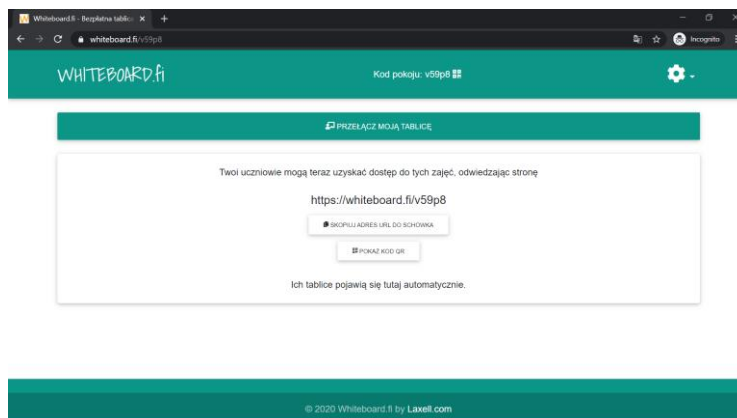 Whiteboard.fi - Bezpłatna tablic
whiteboard.fi/v59p8
Incognito
WHITEBOARD.fi
Kod pokoju: v59p8
PRZEŁĄCZ MOJĄ TABLICĘ
Twoi uczniowie mogą teraz uzyskać dostęp do tych zajęć, odwiedzając stronę
https://whiteboard.fi/v59p8
SKOPIUJ ADRES URL DO SCHOWKA
POKAŻ KOD QR
Ich tablice pojawią się tutaj automatycznie.
© 2020 Whiteboard.fi by Laxell.com